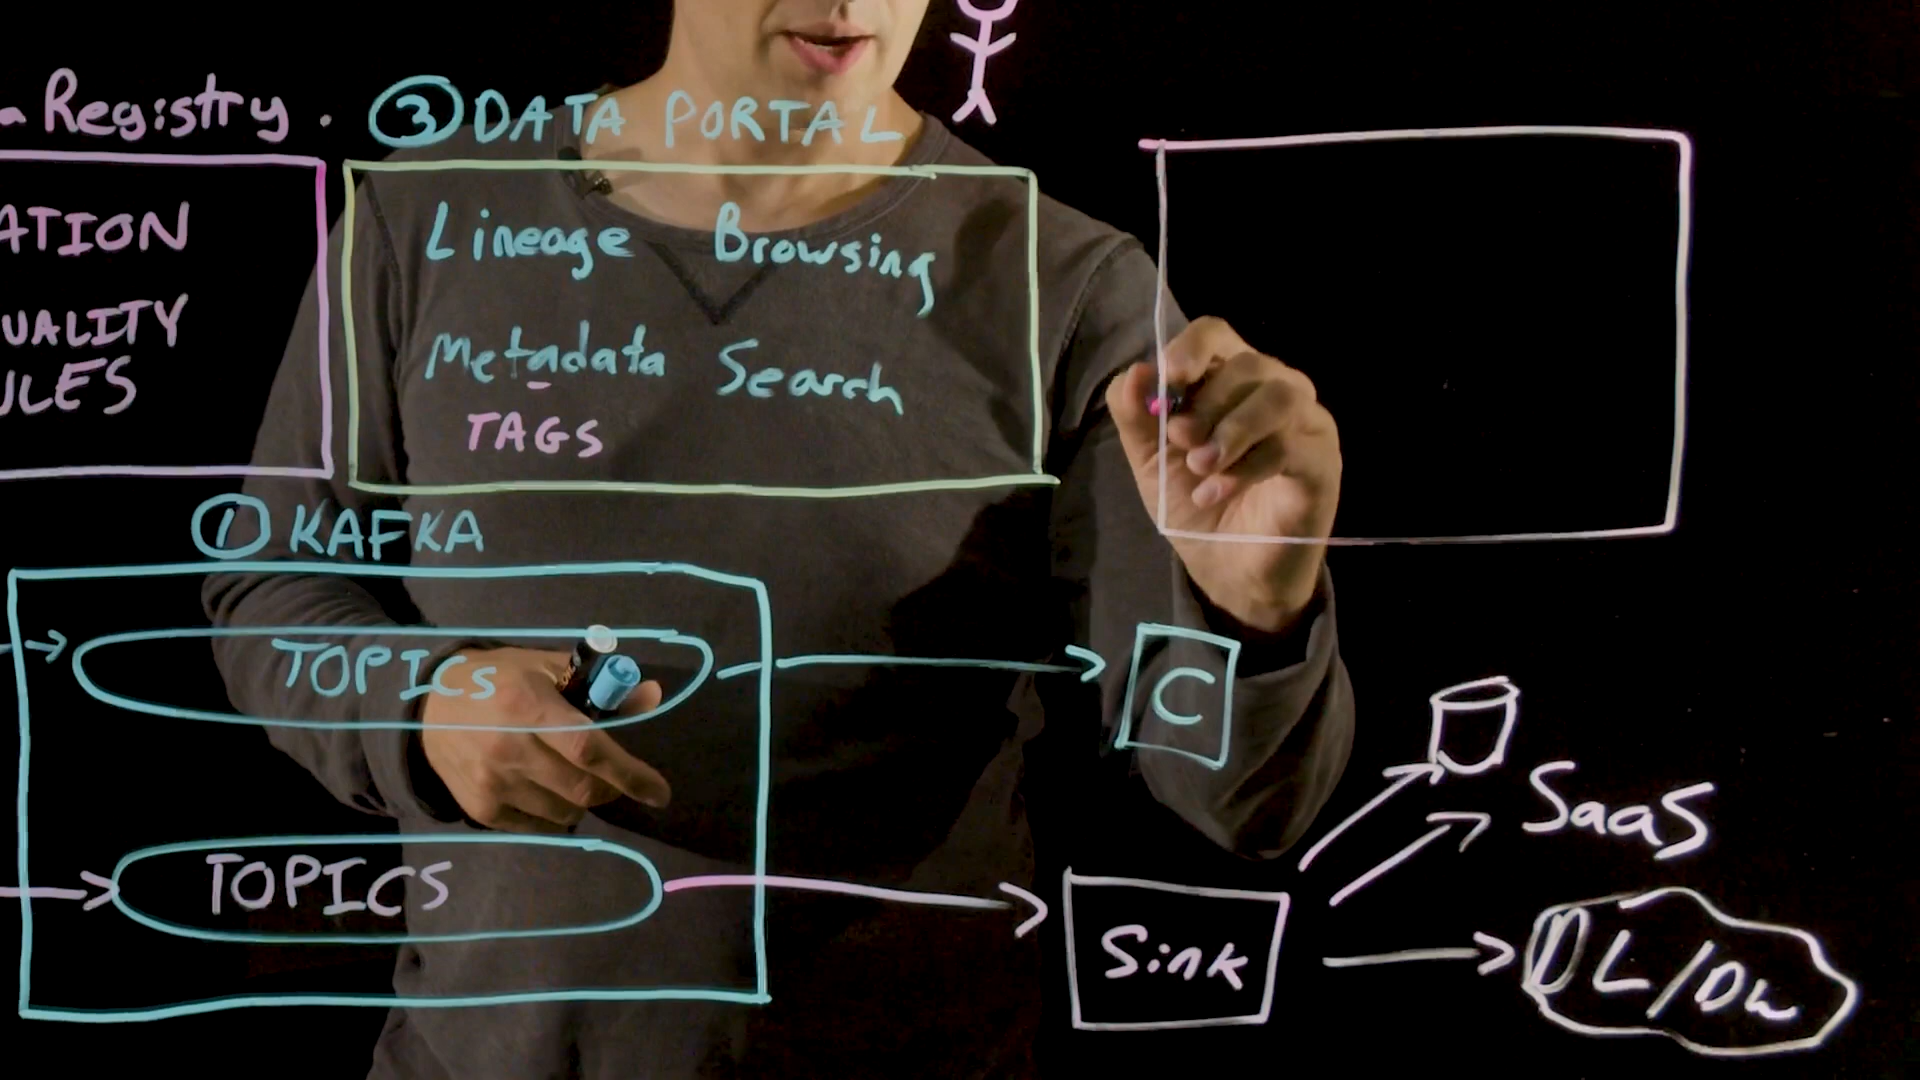 a Registry.
③ DATA PORTAL
ATION
UALITY
ULES
Lineage Browsing
Metadata Search
TAGS
① KAFKA
TOPICS
C
SaaS
TOPICS
Sink
DL/DW